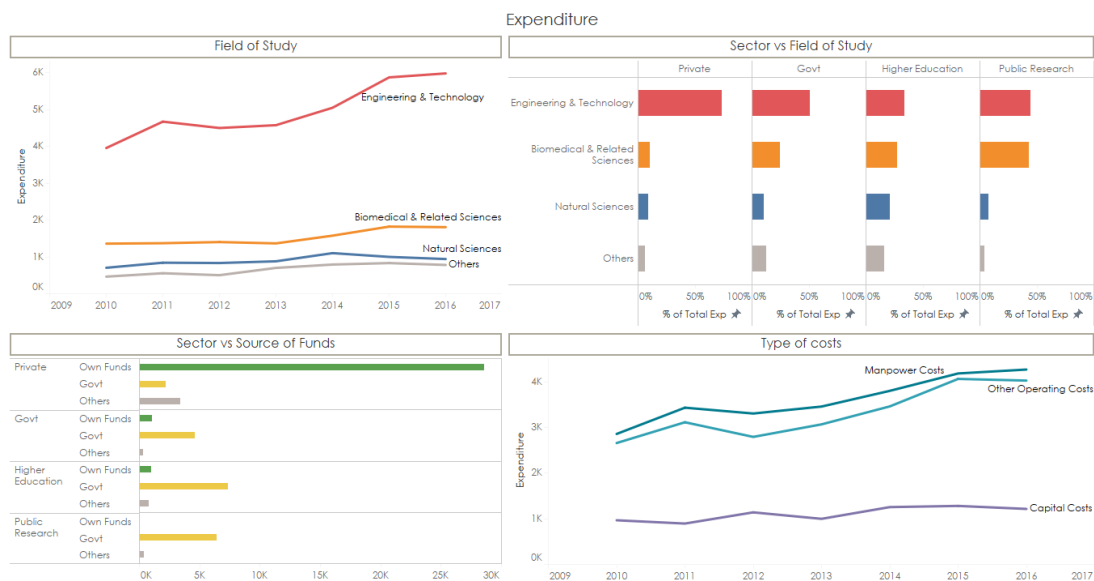 Expenditure
Field of Study
6K
5K
4K
3K
2K
1K
0K
Expenditure
Engineering & Technology
Biomedical & Related Sciences
Natural Sciences
Others
2009 2010 2011 2012 2013 2014 2015 2016 2017
Sector vs Field of Study
Private Govt Higher Education Public Research
Engineering & Technology
Biomedical & Related
Sciences
Natural Sciences
Others
0% 50% 100% 0% 50% 100% 0% 50% 100% 0% 50% 100%
% of Total Exp % of Total Exp % of Total Exp % of Total Exp
Sector vs Source of Funds
Private Own Funds
Govt
Others
Govt Own Funds
Govt
Others
Higher Own Funds
Education Govt
Others
Public Own Funds
Research Govt
Others
0K 5K 10K 15K 20K 25K 30K
Type of costs
4K
3K
2K
1K
0K
Expenditure
Manpower Costs
Other Operating Costs
Capital Costs
2009 2010 2011 2012 2013 2014 2015 2016 2017